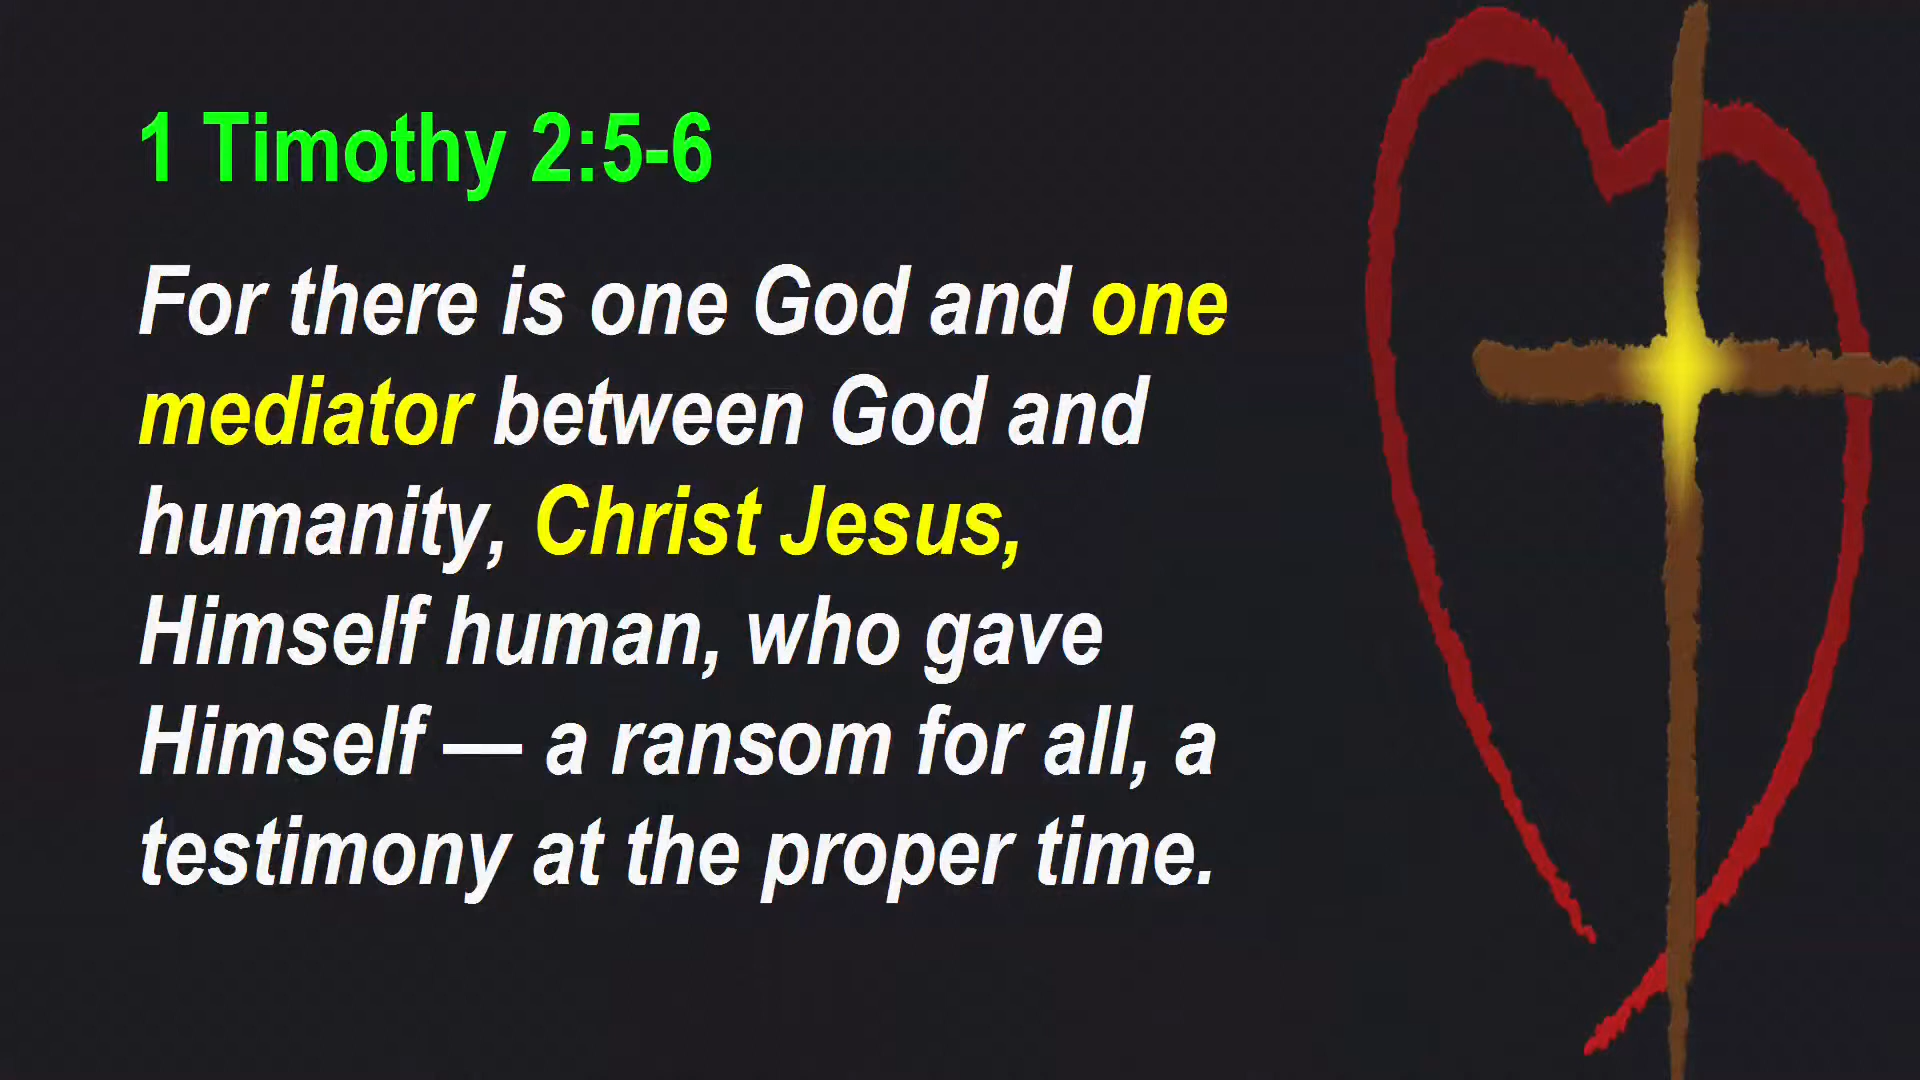 1 Timothy 2:5-6
For there is one God and one
mediator between God and
humanity, Christ Jesus,
Himself human, who gave
Himself — a ransom for all, a
testimony at the proper time.